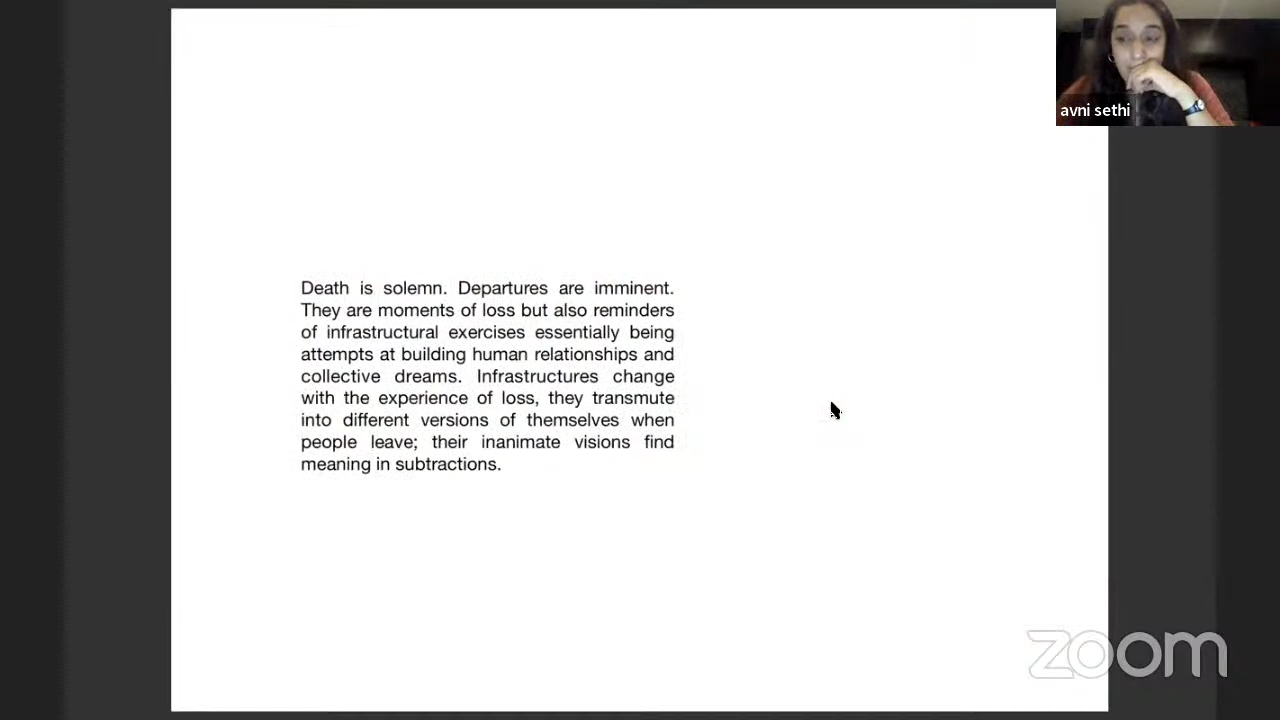 avni sethi
Death is solemn. Departures are imminent.
They are moments of loss but also reminders
of infrastructural exercises essentially being
attempts at building human relationships and
collective dreams. Infrastructures change
with the experience of loss, they transmute
into different versions of themselves when
people leave; their inanimate visions find
meaning in subtractions.
zoom